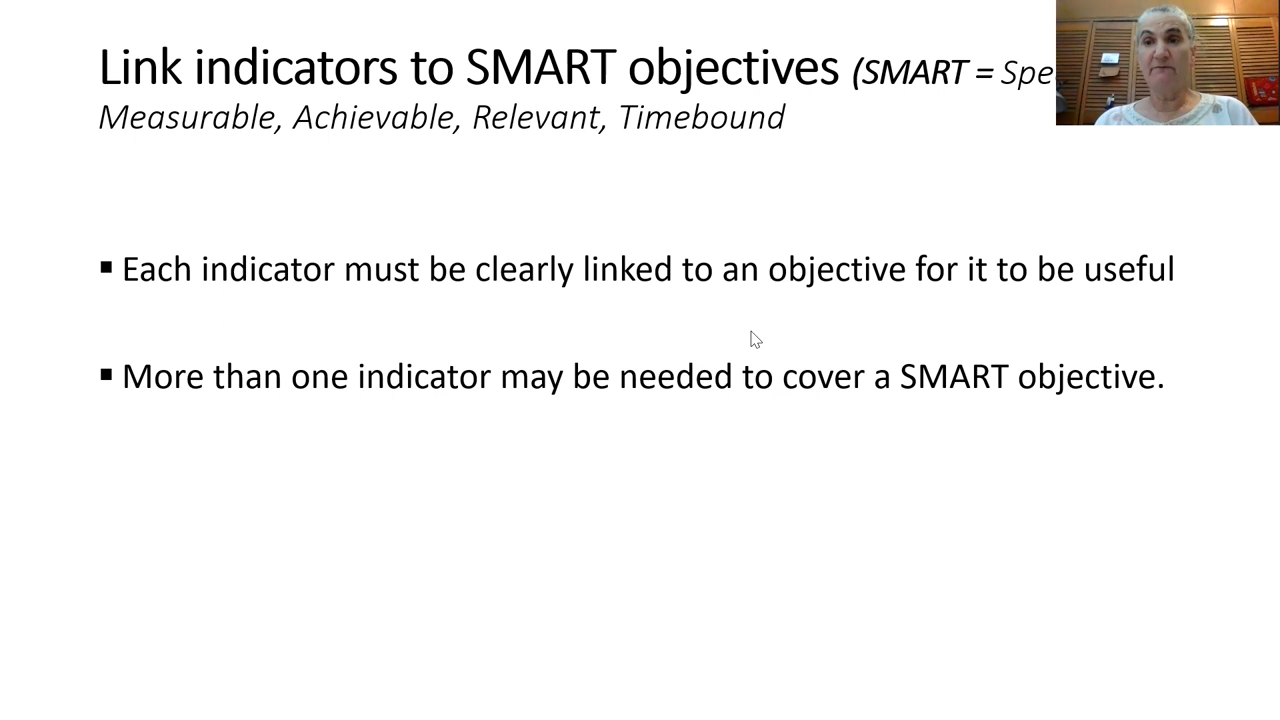 Link indicators to SMART objectives (SMART =
Measurable, Achievable, Relevant, Timebound
▪ Each indicator must be clearly linked to an objective for it to be useful
▪ More than one indicator may be needed to cover a SMART objective.